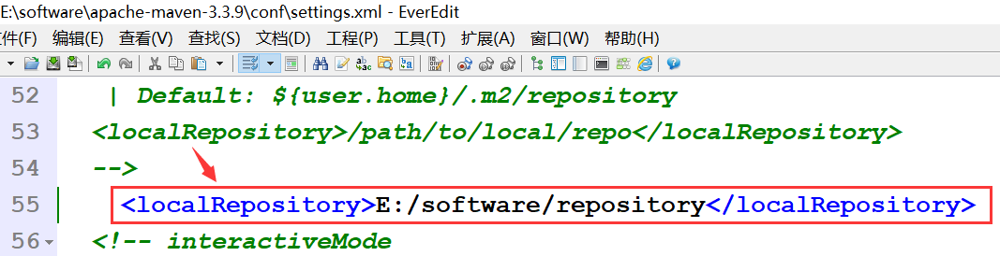 E:\software\apache-maven-3.3.9\conf\settings.xml - EverEdit
件(F) 编辑(E) 查看(V) 查找(S) 文档(D) 工程(P) 工具(T) 扩展(A) 窗口(W) 帮助(H)
52 | Default: ${user.home}/.m2/repository
53 <localRepository>/path/to/local/repo</localRepository>
54 -->
55 <localRepository>E:/software/repository</localRepository>
56 <!-- interactiveMode